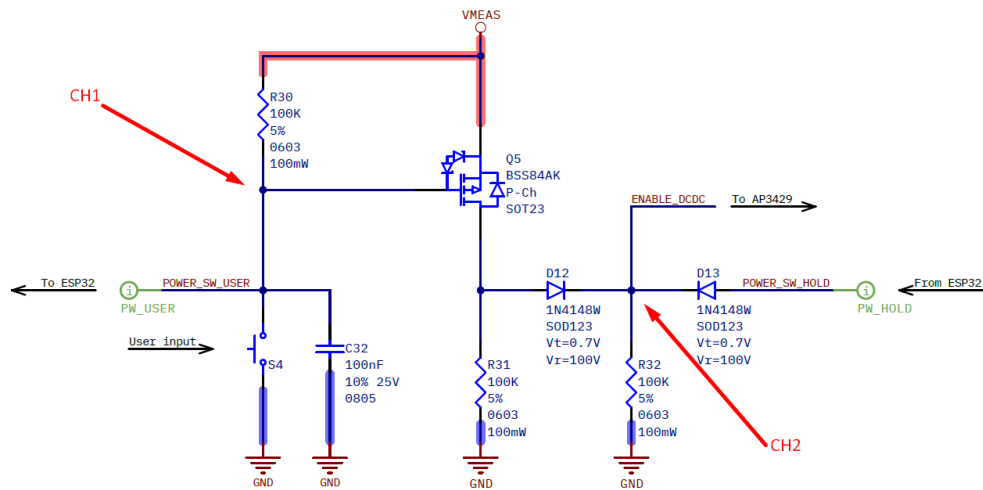 VMEAS
CH1
R30
100K
5%
0603
100mW
Q5
BSS84AK
P-Ch
SOT23
ENABLE_DCDC
To AP3429
To ESP32
POWER_SW_USER
i
PW_USER
D12
1N4148W
SOD123
Vt=0.7V
Vr=100V
D13
1N4148W
SOD123
Vt=0.7V
Vr=100V
POWER_SW_HOLD
i
PW_HOLD
From ESP32
User input
S4
C32
100nF
10% 25V
0805
R31
100K
5%
0603
100mW
R32
100K
5%
0603
100mW
CH2
GND
GND
GND
GND